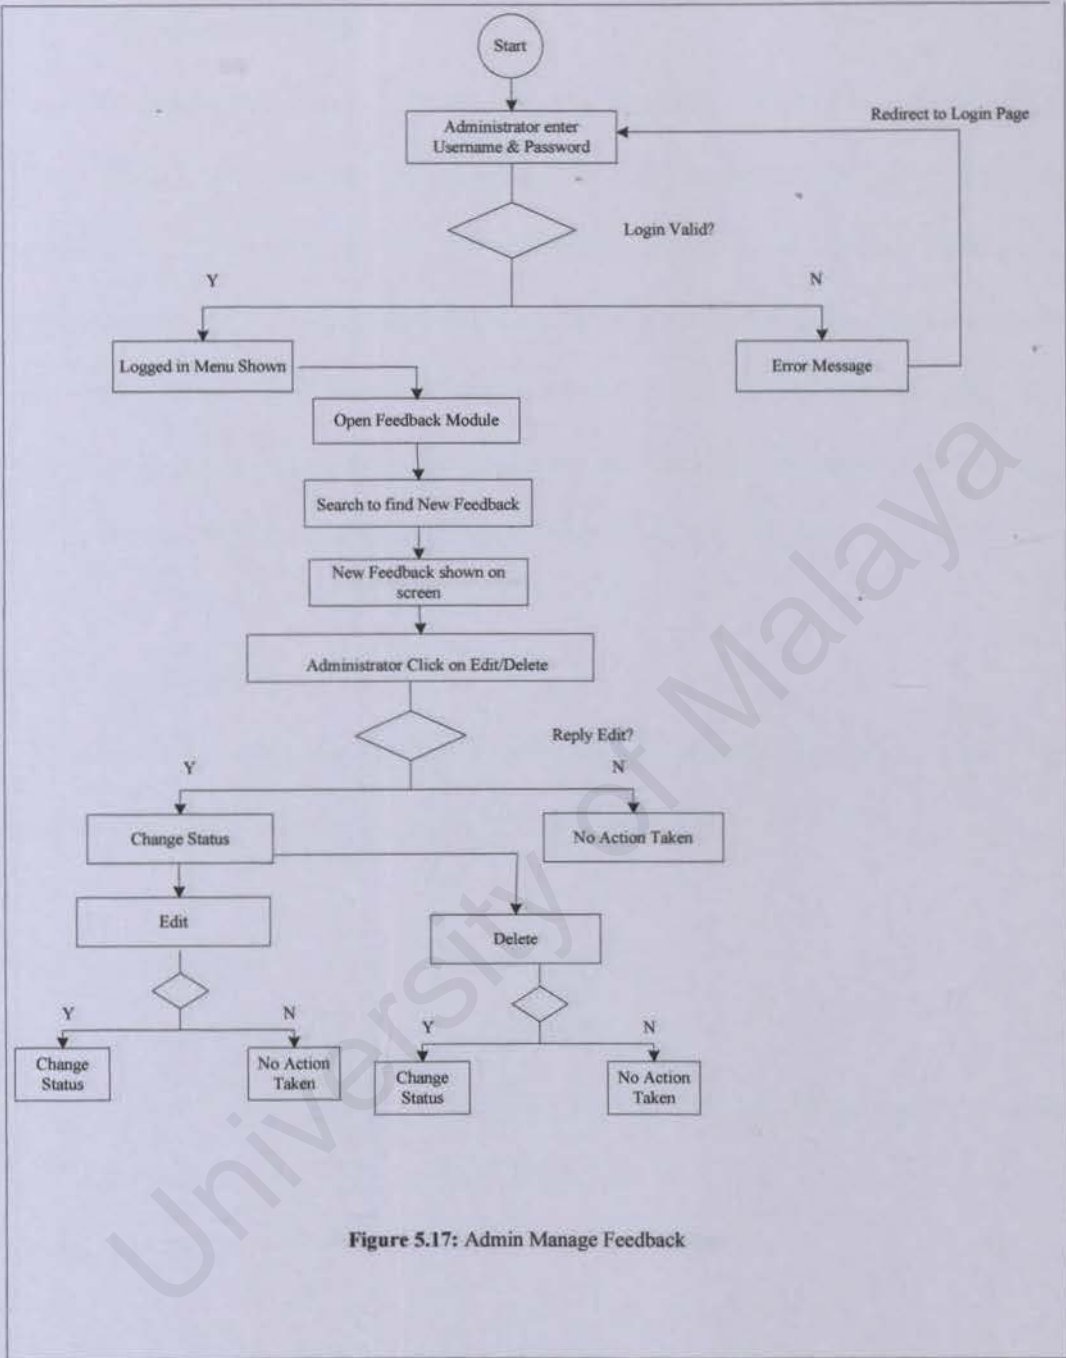 Start
Administrator enter
Username & Password
Redirect to Login Page
Login Valid?
Y
N
Logged in Menu Shown
Error Message
Open Feedback Module
Search to find New Feedback
New Feedback shown on
screen
Administrator Click on Edit/Delete
Reply Edit?
Y
N
Change Status
No Action Taken
Edit
Delete
Y
N
Y
N
Change
Status
No Action
Taken
Change
Status
No Action
Taken
Figure 5.17: Admin Manage Feedback
University of Malaya